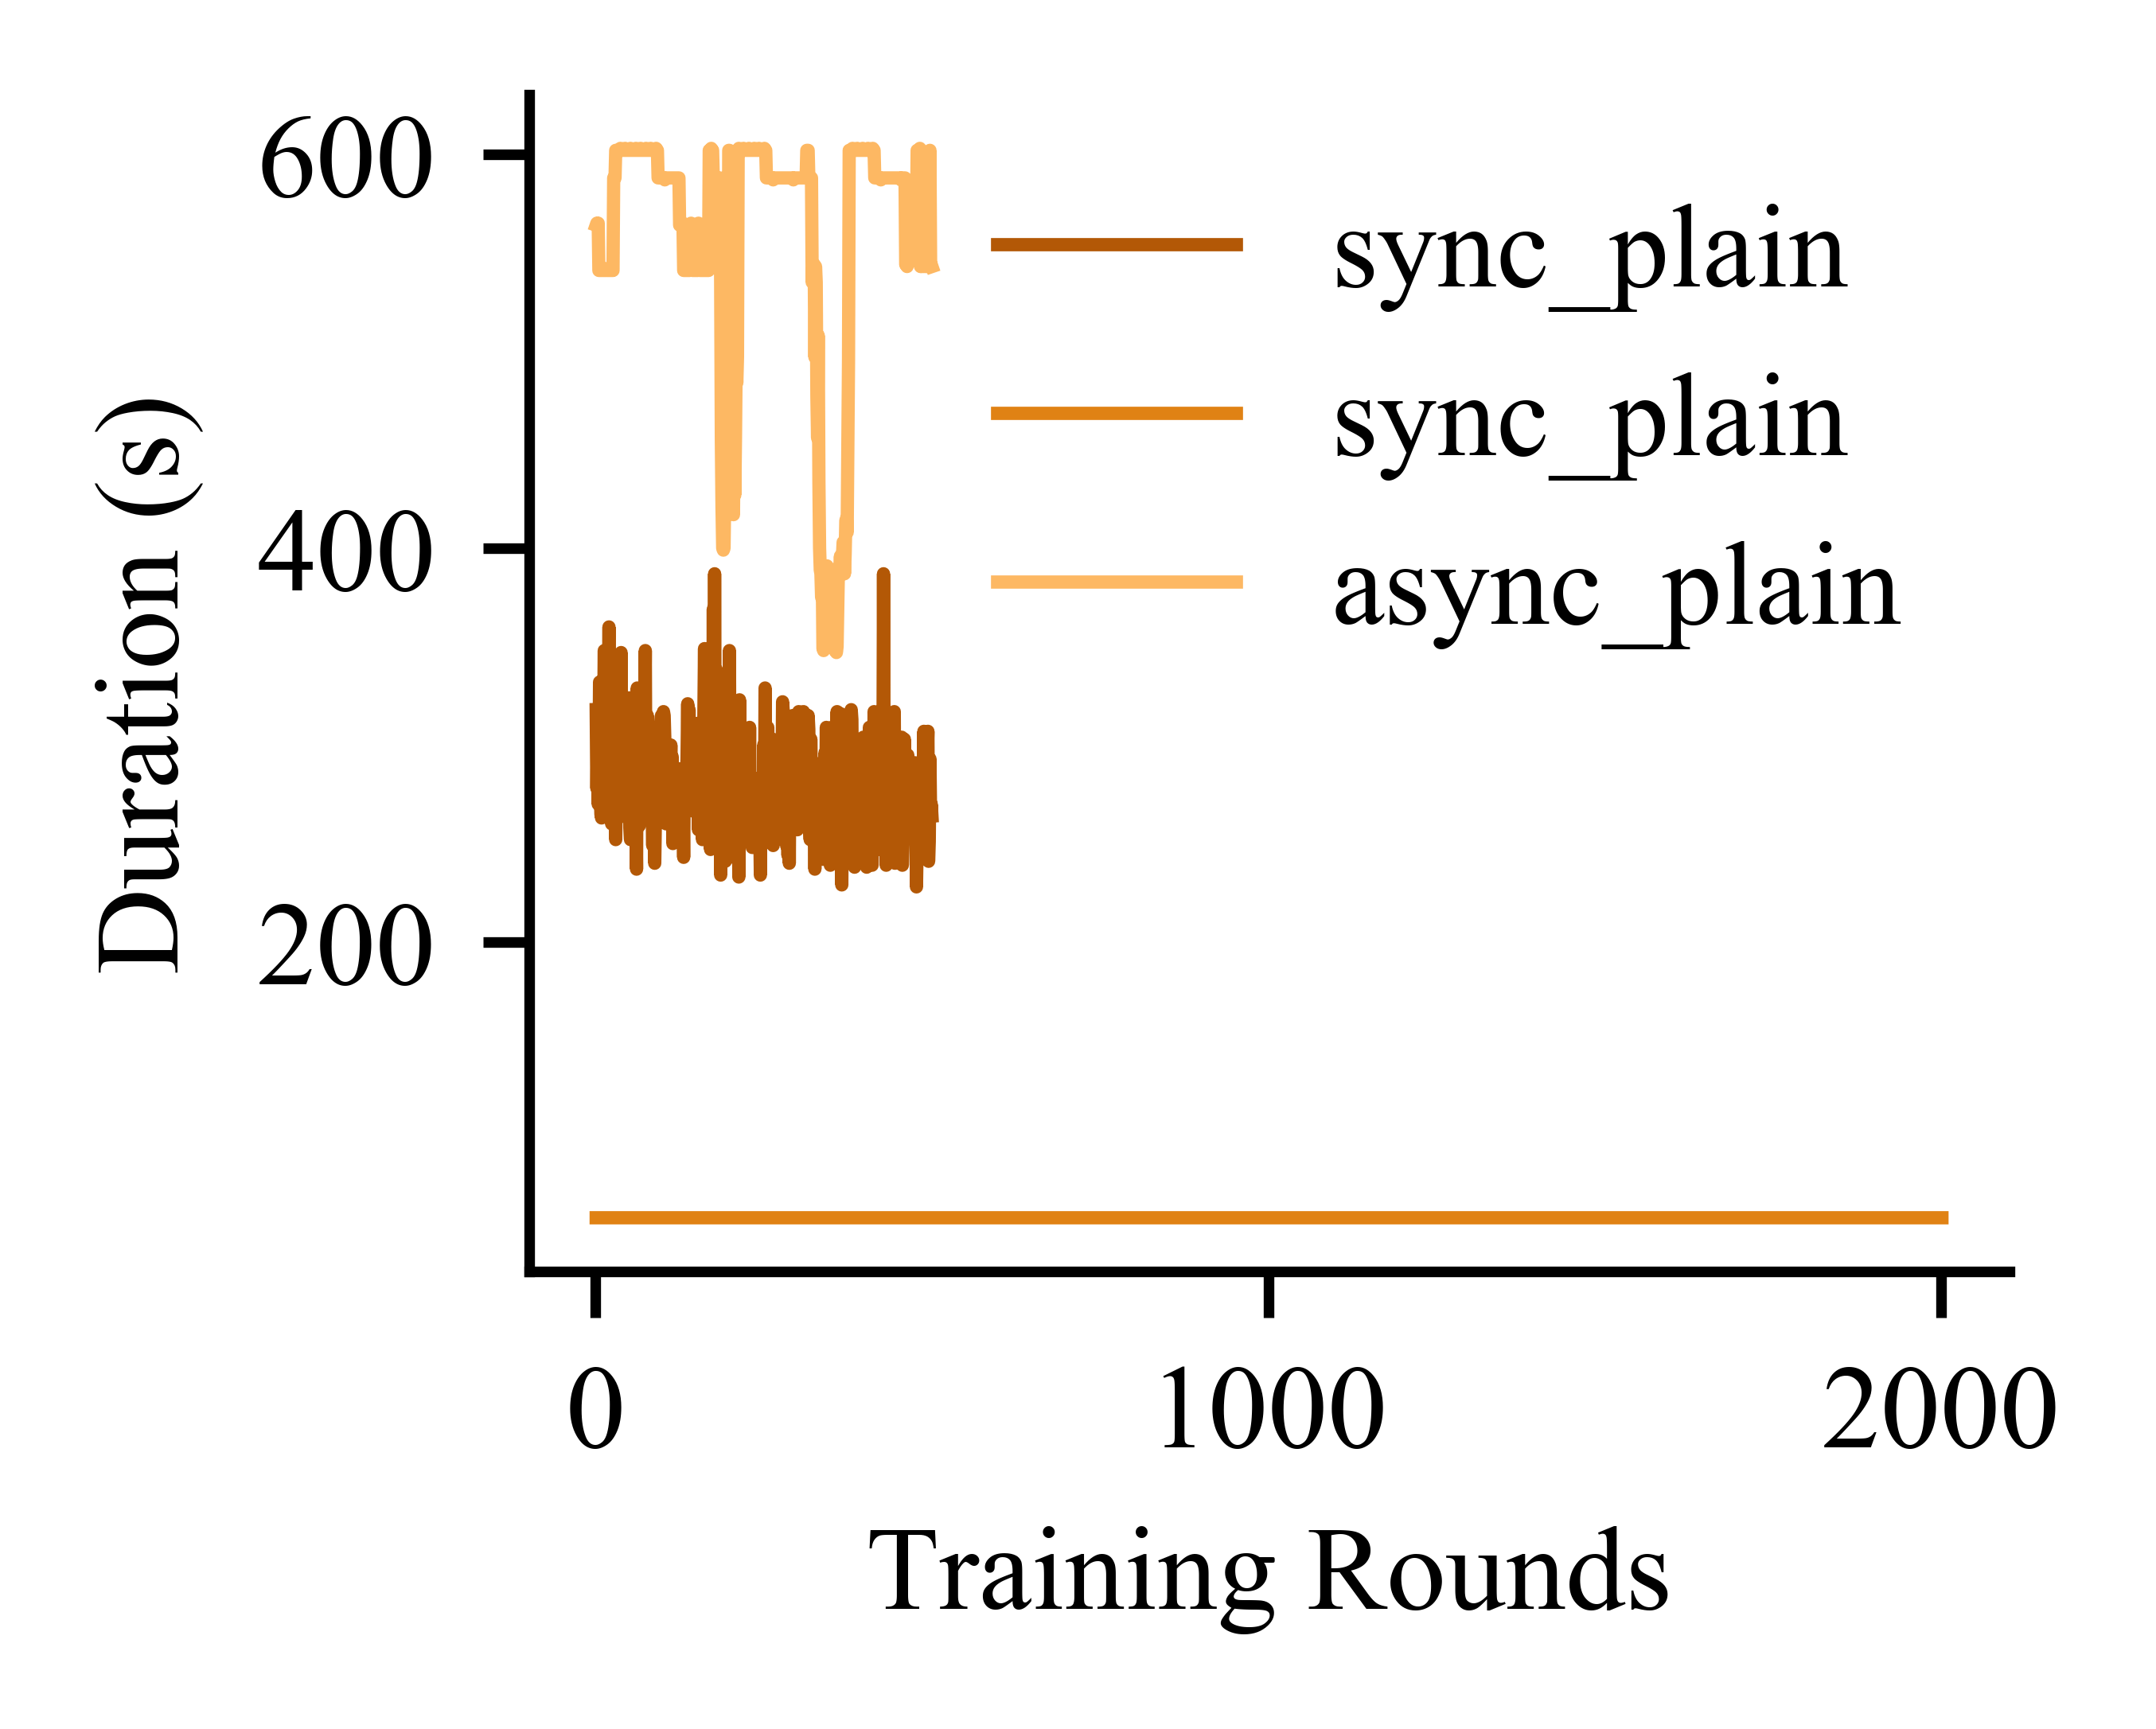 600
400
200
Duration (s)
sync_plain
sync_plain
async_plain
0 1000 2000
Training Rounds